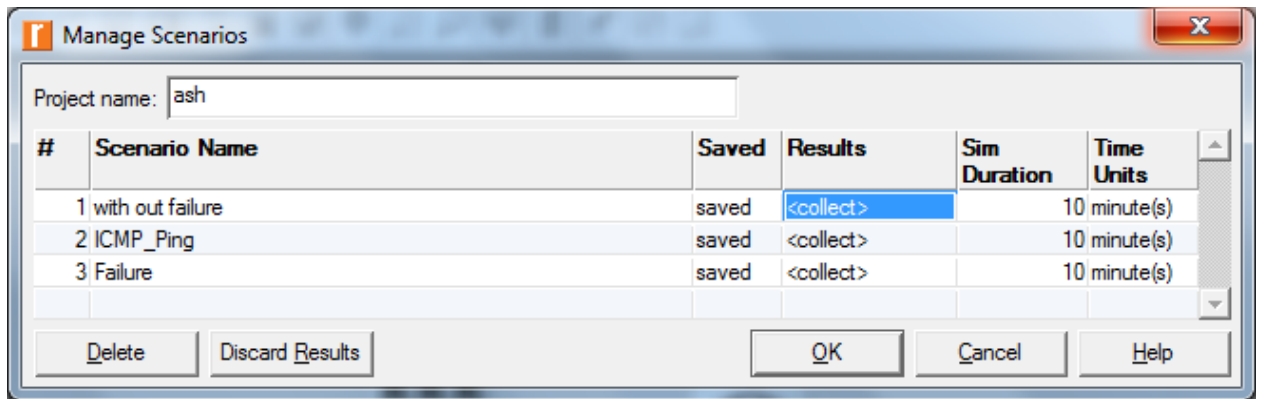 Manage Scenarios
X
Project name: ash
# Scenario Name Saved Results Sim Duration Time Units
1 with out failure saved <collect> 10 minute(s)
2 ICMP_Ping saved <collect> 10 minute(s)
3 Failure saved <collect> 10 minute(s)
Delete Discard Results OK Cancel Help